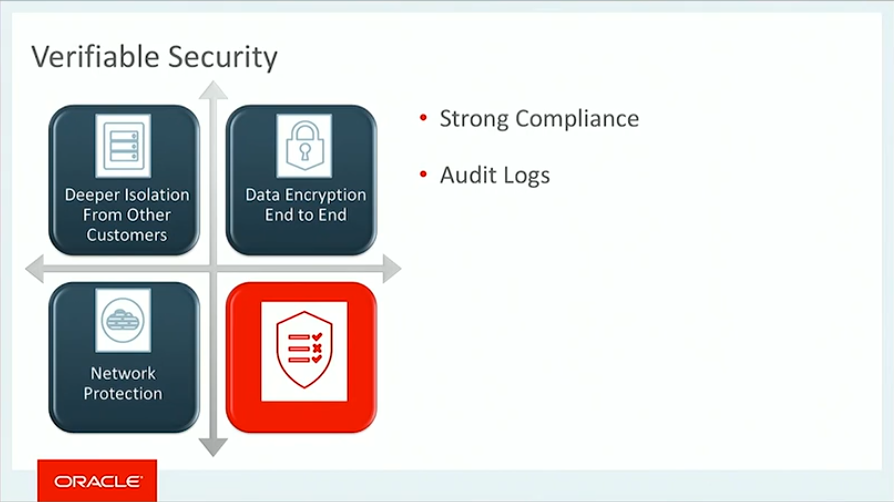 Verifiable Security
Deeper Isolation
From Other
Customers
Data Encryption
End to End
Network
Protection
• Strong Compliance
• Audit Logs
ORACLE®